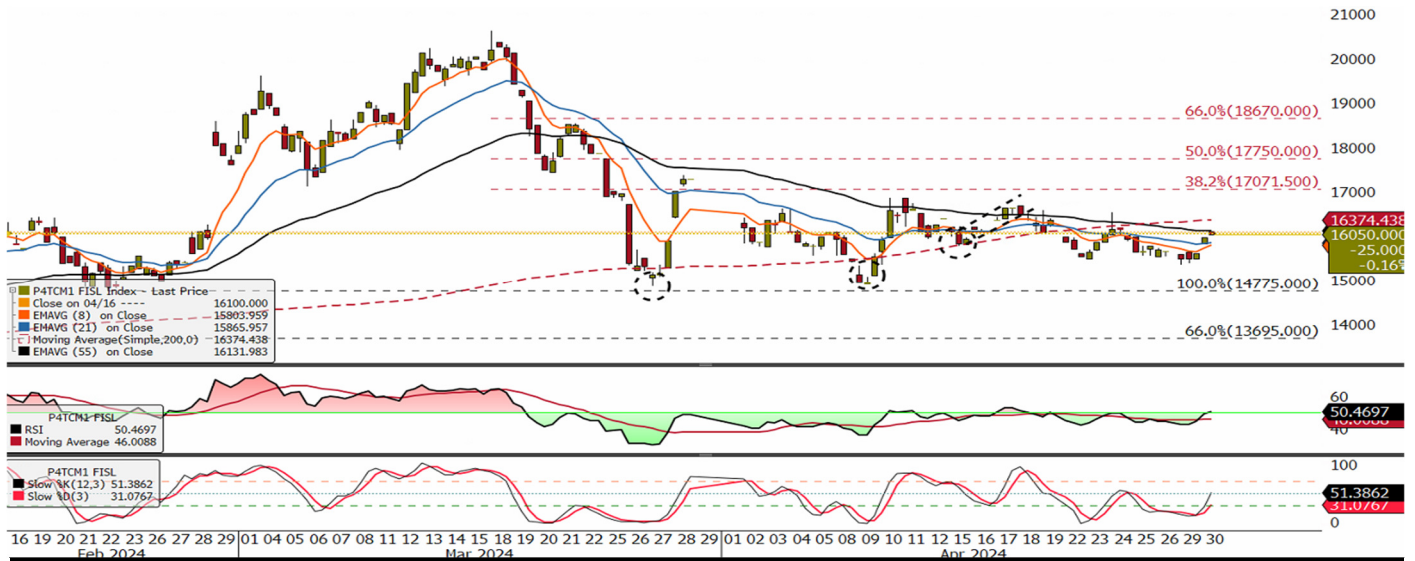 21000
20000
19000
66.0%(18670.000)
18000
50.0%(17750.000)
38.2%(17071.500)
17000
16374.438
16050.000
-25.000
-0.16%
15000
100.0%(14775.000)
14000
66.0%(13695.000)
P4TCM1 FISL Index - Last Price
Close on 04/16 ---- 16100.000
EMAVG (8) on Close 15803.959
EMAVG (21) on Close 15865.957
Moving Average(Simple,200,0) 16374.438
EMAVG (55) on Close 16131.983
60
50.4697
46.0088
40
P4TCM1 FISL
RSI 50.4697
Moving Average 46.0088
P4TCM1 FISL
Slow %K(12,3) 51.3862
Slow %D(3) 31.0767
100
51.3862
31.0767
0
16 19 20 21 22 23 26 27 28 29 01 04 05 06 07 08 11 12 13 14 15 18 19 20 21 22 25 26 27 28 29 01 02 03 04 05 08 09 10 11 12 15 16 17 18 19 22 23 24 25 26 29 30
Feb 2024 Mar 2024 Apr 2024